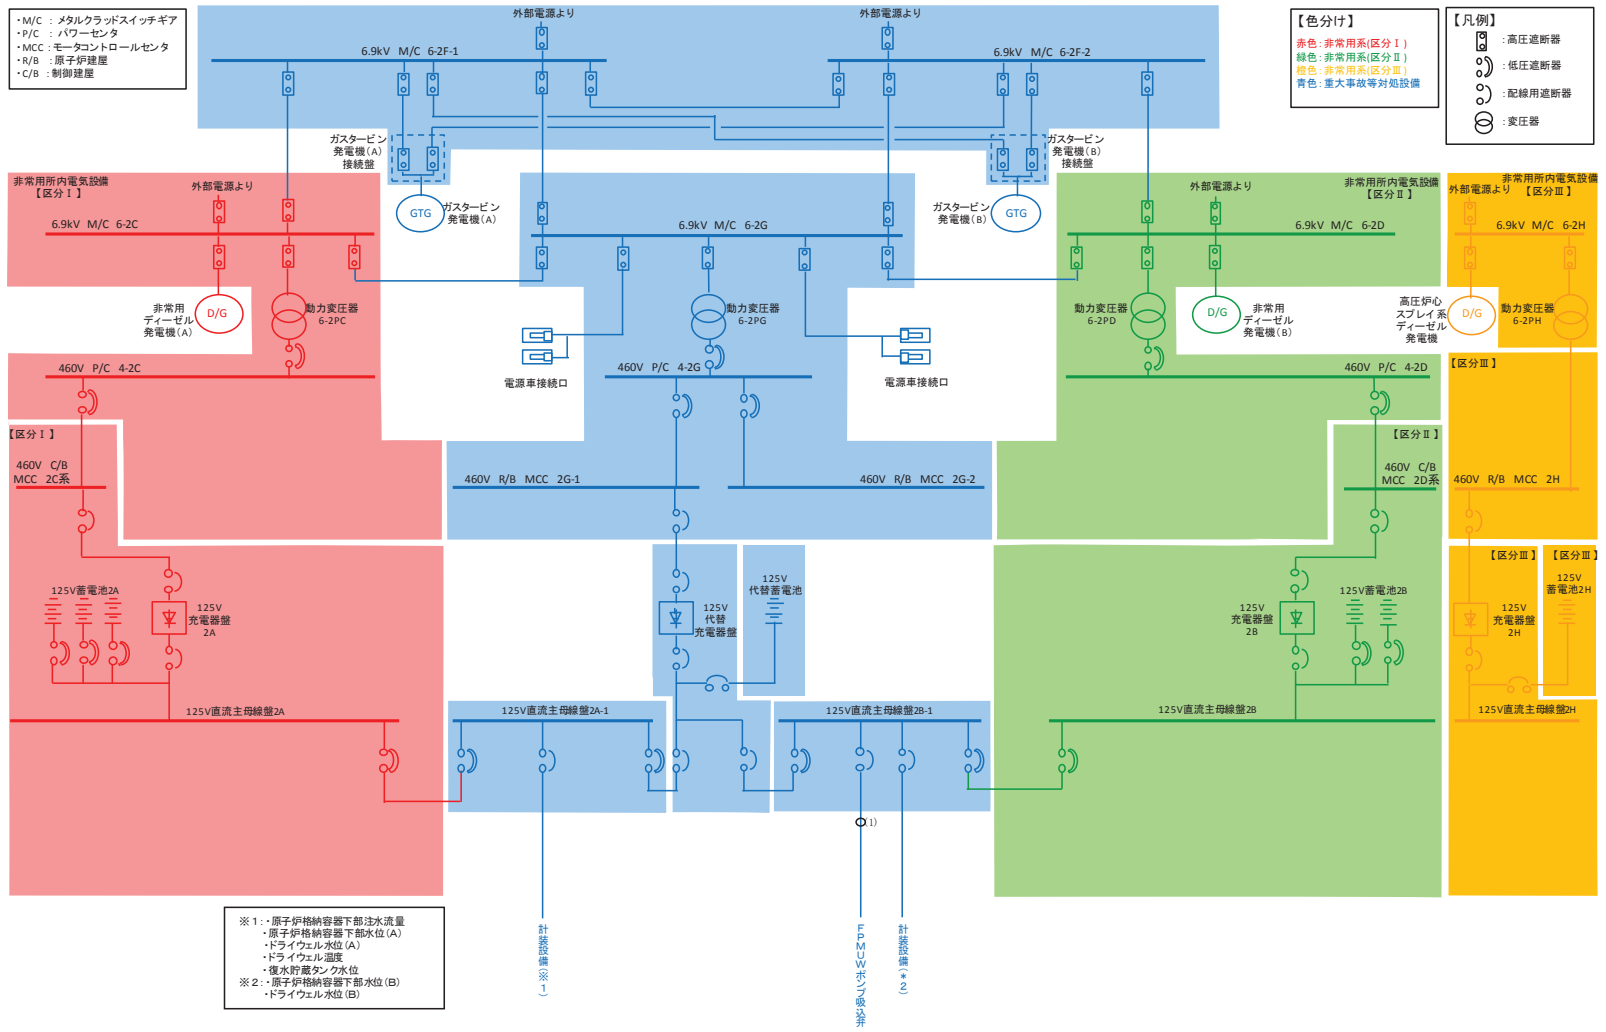 ・M/C ： メタルクラッドスイッチギア
・P/C ： パワーセンタ
・MCC ：モータコントロールセンタ
・R/B ：原子炉建屋
・C/B ：制御建屋
外部電源より
外部電源より
6.9kV M/C 6-2F-1
6.9kV M/C 6-2F-2
【色分け】
赤色：非常用系(区分Ⅰ)
緑色：非常用系(区分Ⅱ)
橙色：非常用系(区分Ⅲ)
青色：重大事故等対処設備
【凡例】
：高圧遮断器
：低圧遮断器
：配線用遮断器
：変圧器
ガスタービン
発電機(A)
接続盤
ガスタービン
発電機(B)
接続盤
非常用所内電気設備
【区分Ⅰ】
外部電源より
6.9kV M/C 6-2C
GTG
ガスタービン
発電機(A)
6.9kV M/C 6-2G
ガスタービン
発電機(B)
GTG
外部電源より
非常用所内電気設備
【区分Ⅱ】
6.9kV M/C 6-2D
非常用所内電気設備
【区分Ⅲ】
外部電源より
6.9kV M/C 6-2H
非常用
ディーゼル
発電機(A)
D/G
動力変圧器
6-2PC
動力変圧器
6-2PG
動力変圧器
6-2PD
D/G
非常用
ディーゼル
発電機(B)
高圧炉心
スプレイ系
ディーゼル
発電機
D/G
動力変圧器
6-2PH
460V P/C 4-2C
電源車接続口
460V P/C 4-2G
電源車接続口
460V P/C 4-2D
【区分Ⅲ】
【区分Ⅰ】
460V C/B
MCC 2C系
460V R/B MCC 2G-1
460V R/B MCC 2G-2
【区分Ⅱ】
460V C/B
MCC 2D系
460V R/B MCC 2H
125V蓄電池2A
125V
充電器盤
2A
125V
代替
充電器盤
125V
代替蓄電池
125V
充電器盤
2B
125V蓄電池2B
【区分Ⅲ】
125V
充電器盤
2H
【区分Ⅲ】
125V
蓄電池2H
125V直流主母線盤2A
125V直流主母線盤2A-1
125V直流主母線盤2B-1
125V直流主母線盤2B
125V直流主母線盤2H
(1)
計装設備(※1)
FPMUWポンプ吸込弁
計装設備(＊2)
※1：・原子炉格納容器下部注水流量
・原子炉格納容器下部水位(A)
・ドライウェル水位(A)
・ドライウェル温度
・復水貯蔵タンク水位
※2：・原子炉格納容器下部水位(B)
・ドライウェル水位(B)